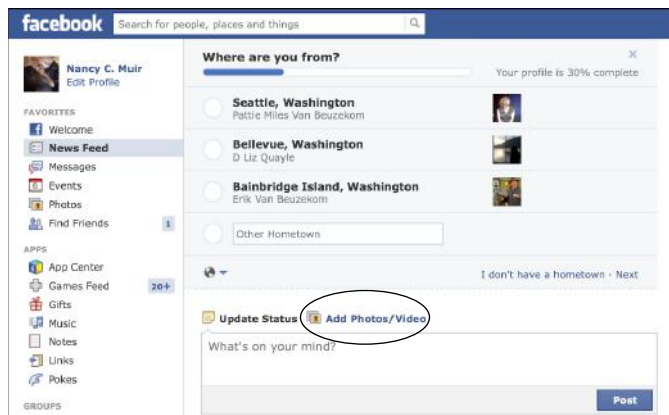 facebook
Search for people, places and things
Nancy C. Muir
Edit Profile
FAVORITES
Welcome
News Feed
Messages
6 Events
Photos
Find Friends 1
APPS
App Center
Games Feed 20+
Gifts
Music
Notes
Links
Pokes
GROUPS
Where are you from?
Your profile is 30% complete
Seattle, Washington
Pattie Miles Van Beuzekom
Bellevue, Washington
D Liz Quayle
Bainbridge Island, Washington
Erik Van Beuzekom
Other Hometown
I don't have a hometown · Next
Update Status Add Photos/Video
What's on your mind?
Post